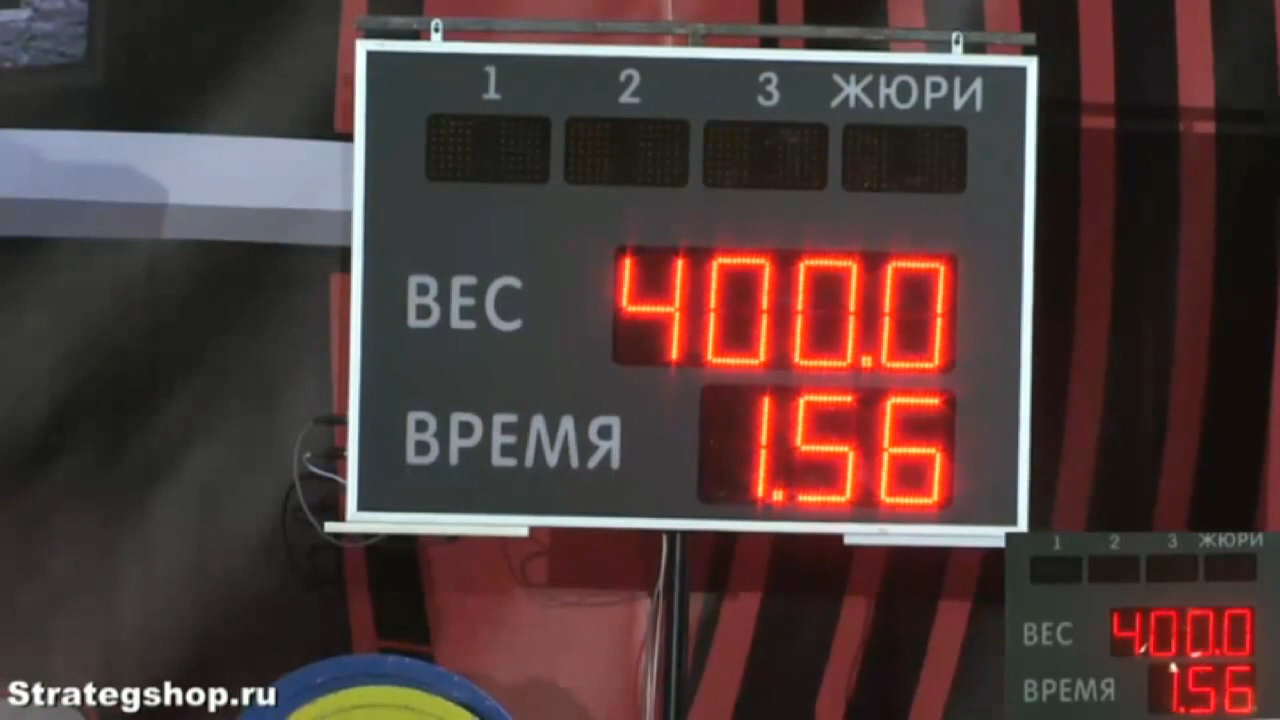 1 2 3 ЖЮРИ
ВЕС 400.0
ВРЕМЯ 1.56
1 2 3 ЖЮРИ
ВЕС 400.0
ВРЕМЯ 1.56
Strategshop.ru